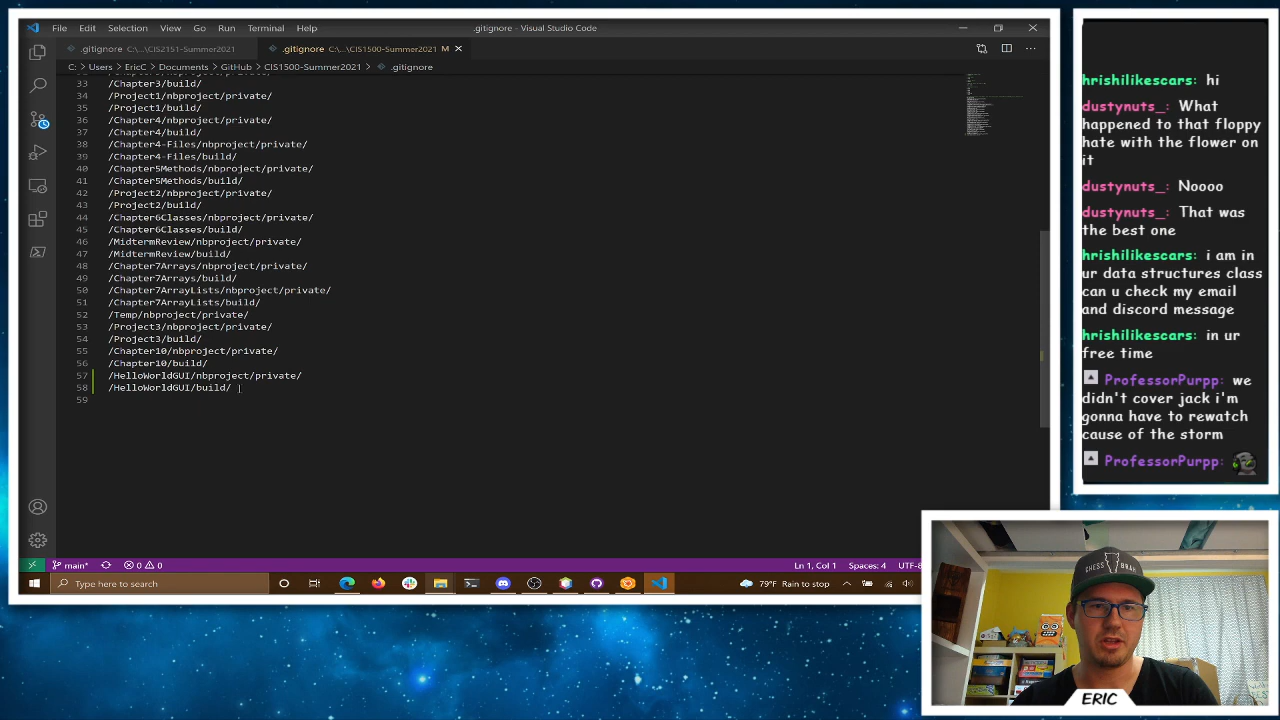 File Edit Selection View Go Run Terminal Help .gitignore - Visual Studio Code
.gitignore C:\...\CIS2151-Summer2021 .gitignore C:\...\CIS1500-Summer2021 M
C: > Users > EricC > Documents > GitHub > CIS1500-Summer2021 > .gitignore
33 /Chapter3/build/
34 /Project1/nbproject/private/
35 /Project1/build/
36 /Chapter4/nbproject/private/
37 /Chapter4/build/
38 /Chapter4-Files/nbproject/private/
39 /Chapter4-Files/build/
40 /Chapter5Methods/nbproject/private/
41 /Chapter5Methods/build/
42 /Project2/nbproject/private/
43 /Project2/build/
44 /Chapter6Classes/nbproject/private/
45 /Chapter6Classes/build/
46 /MidtermReview/nbproject/private/
47 /MidtermReview/build/
48 /Chapter7Arrays/nbproject/private/
49 /Chapter7Arrays/build/
50 /Chapter7ArrayLists/nbproject/private/
51 /Chapter7ArrayLists/build/
52 /Temp/nbproject/private/
53 /Project3/nbproject/private/
54 /Project3/build/
55 /Chapter10/nbproject/private/
56 /Chapter10/build/
57 /HelloWorldGUI/nbproject/private/
58 /HelloWorldGUI/build/
59
main* 0 0 Ln 1, Col 1 Spaces: 4 UTF-8
Type here to search 79°F Rain to stop
hrishilikescars: hi
dustynuts_: What
happened to that floppy
hate with the flower on
it
dustynuts_: Noooo
dustynuts_: That was
the best one
hrishilikescars: i am in
ur data structures class
can u check my email
and discord message
hrishilikescars: in ur
free time
ProfessorPurpp: we
didn't cover jack i'm
gonna have to rewatch
cause of the storm
ProfessorPurpp:
CHESS BRAH
ERIC